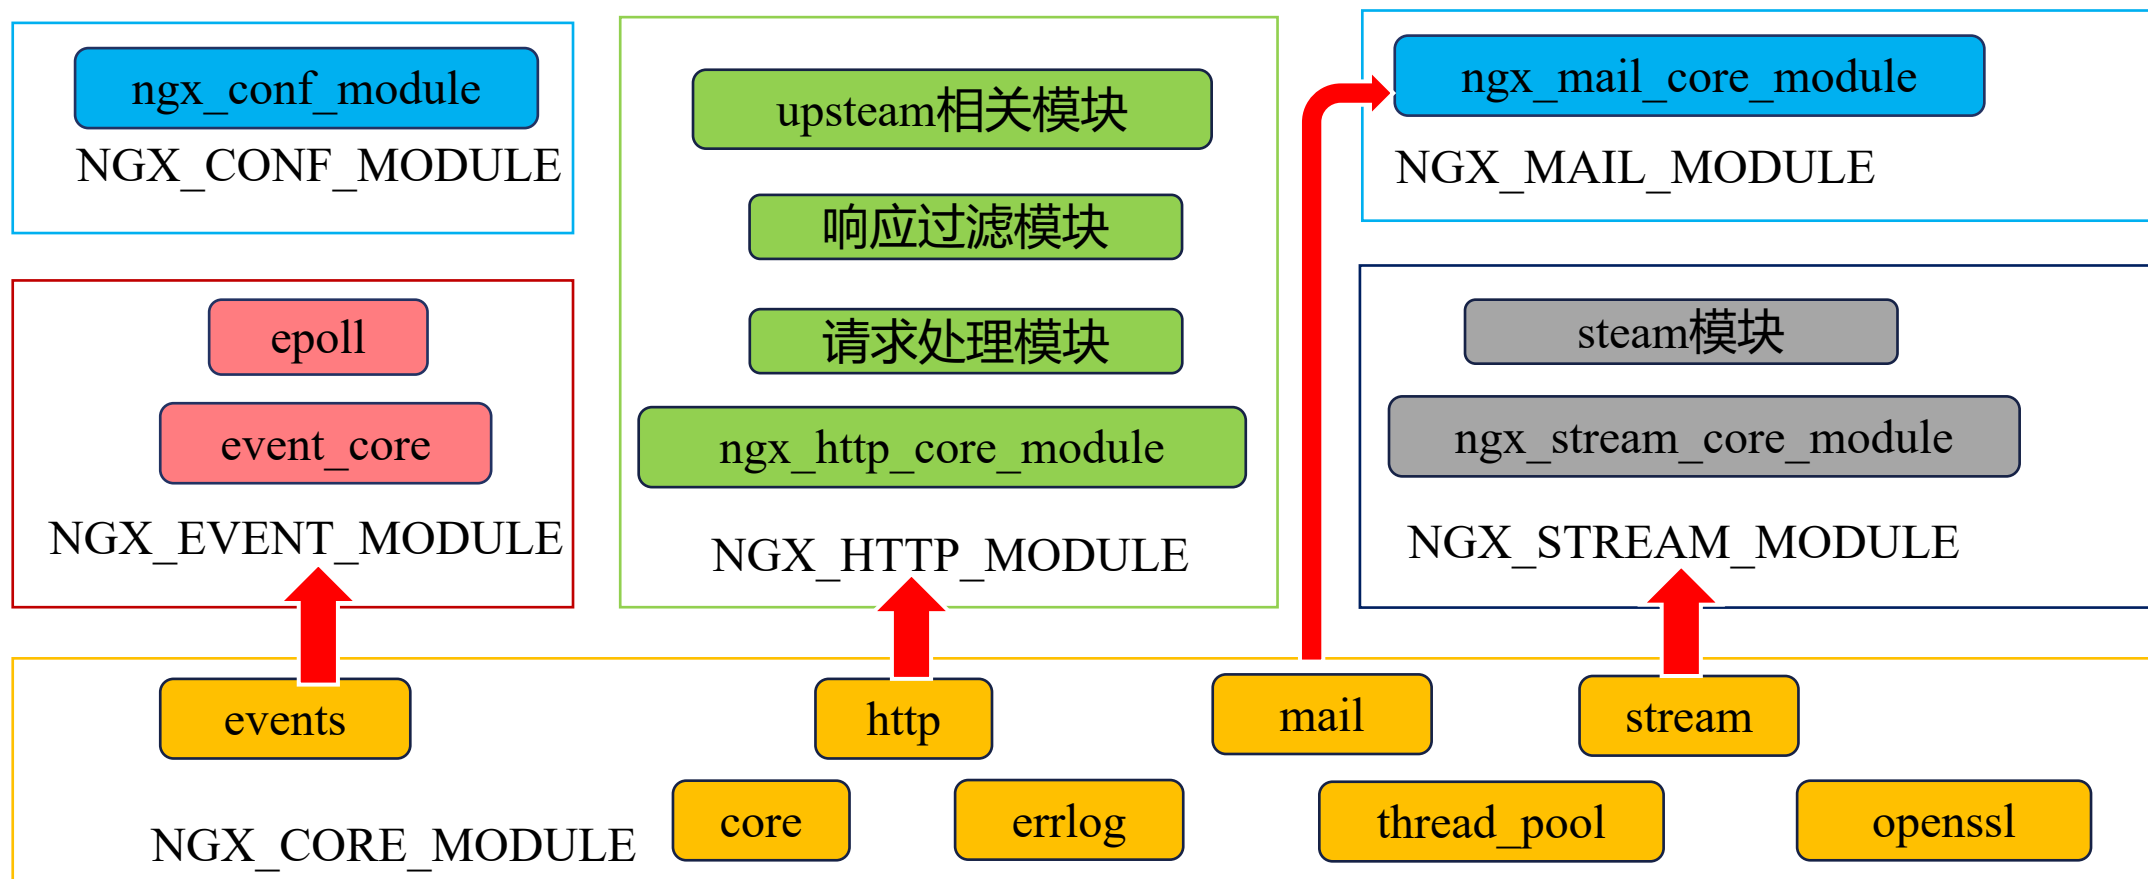 ngx_conf_module
NGX_CONF_MODULE
upsteam相关模块
响应过滤模块
请求处理模块
ngx_http_core_module
NGX_HTTP_MODULE
ngx_mail_core_module
NGX_MAIL_MODULE
epoll
event_core
NGX_EVENT_MODULE
steam模块
ngx_stream_core_module
NGX_STREAM_MODULE
events
http
mail
stream
core
errlog
thread_pool
openssl
NGX_CORE_MODULE